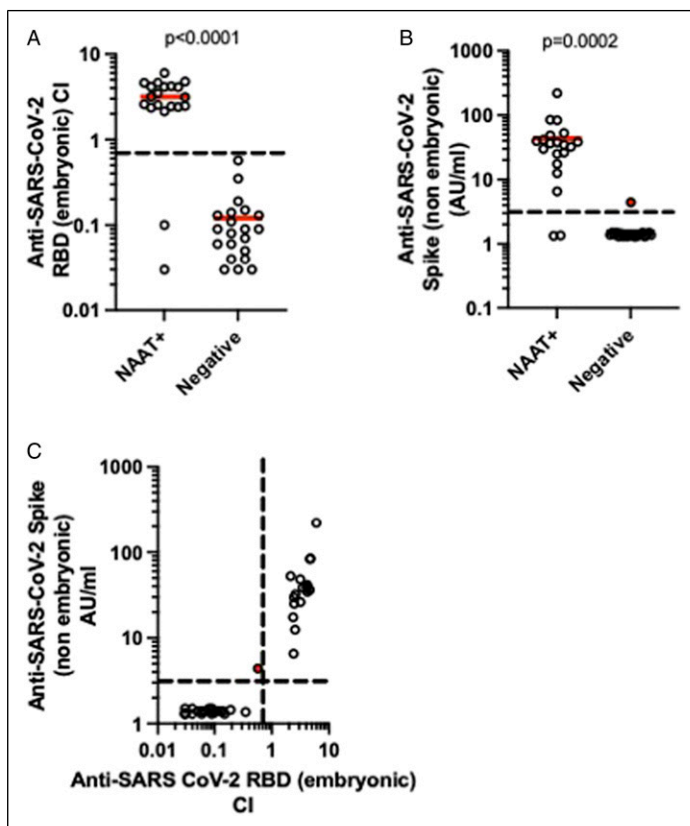 A
p<0.0001
Anti-SARS-CoV-2
RBD (embryonic) CI
10
1
0.1
0.01
NAAT+
Negative
B
p=0.0002
Anti-SARS-CoV-2
Spike (non embryonic)
(AU/ml)
1000
100
10
1
0.1
NAAT+
Negative
C
Anti-SARS-CoV-2 Spike
(non embryonic)
AU/ml
1000
100
10
1
0.01
0.1
1
10
Anti-SARS CoV-2 RBD (embryonic)
CI